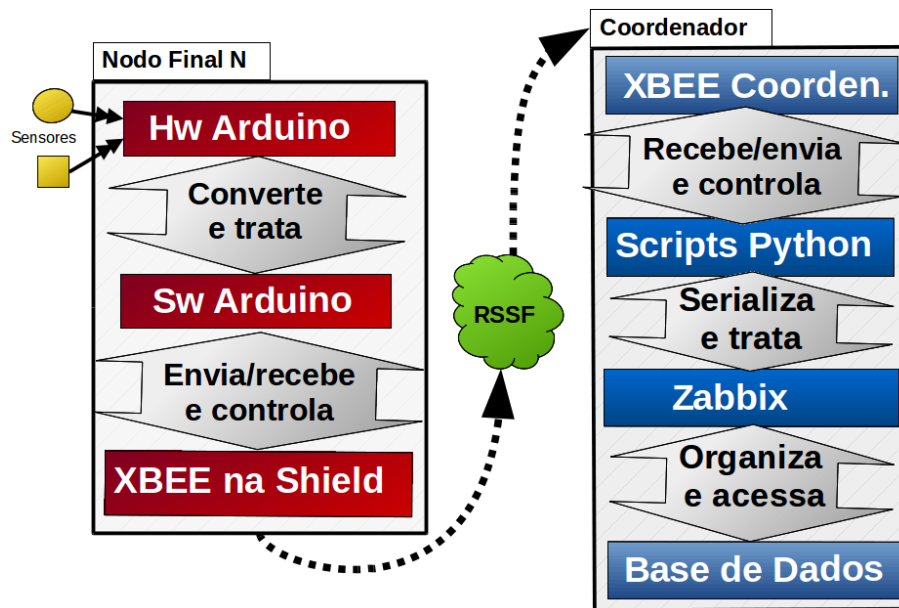 Nodo Final N
Sensores
Hw Arduino
Converte
e trata
Sw Arduino
Envia/recebe
e controla
XBEE na Shield
RSSF
Coordenador
XBEE Coorden.
Recebe/envia
e controla
Scripts Python
Serializa
e trata
Zabbix
Organiza
e acessa
Base de Dados